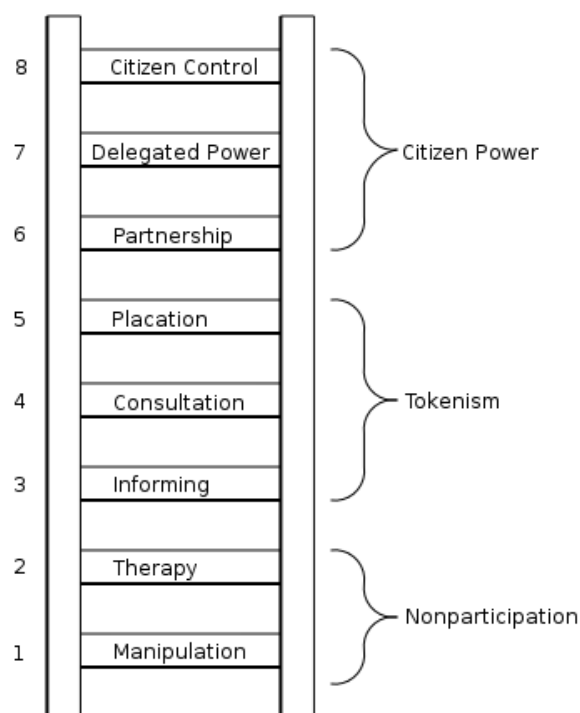 8 Citizen Control
7 Delegated Power
Citizen Power
6 Partnership
5 Placation
4 Consultation
Tokenism
3 Informing
2 Therapy
Nonparticipation
1 Manipulation